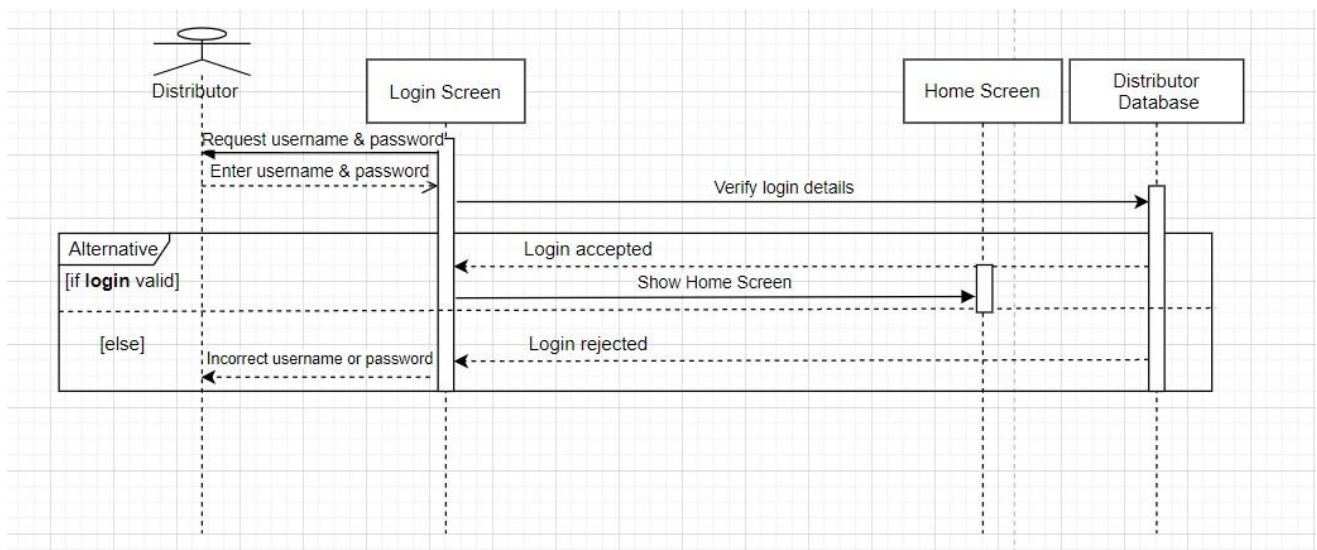 Distributor
Login Screen
Home Screen
Distributor
Database
Request username & password
Enter username & password
Verify login details
Alternative
Login accepted
[if login valid]
Show Home Screen
[else]
Login rejected
Incorrect username or password